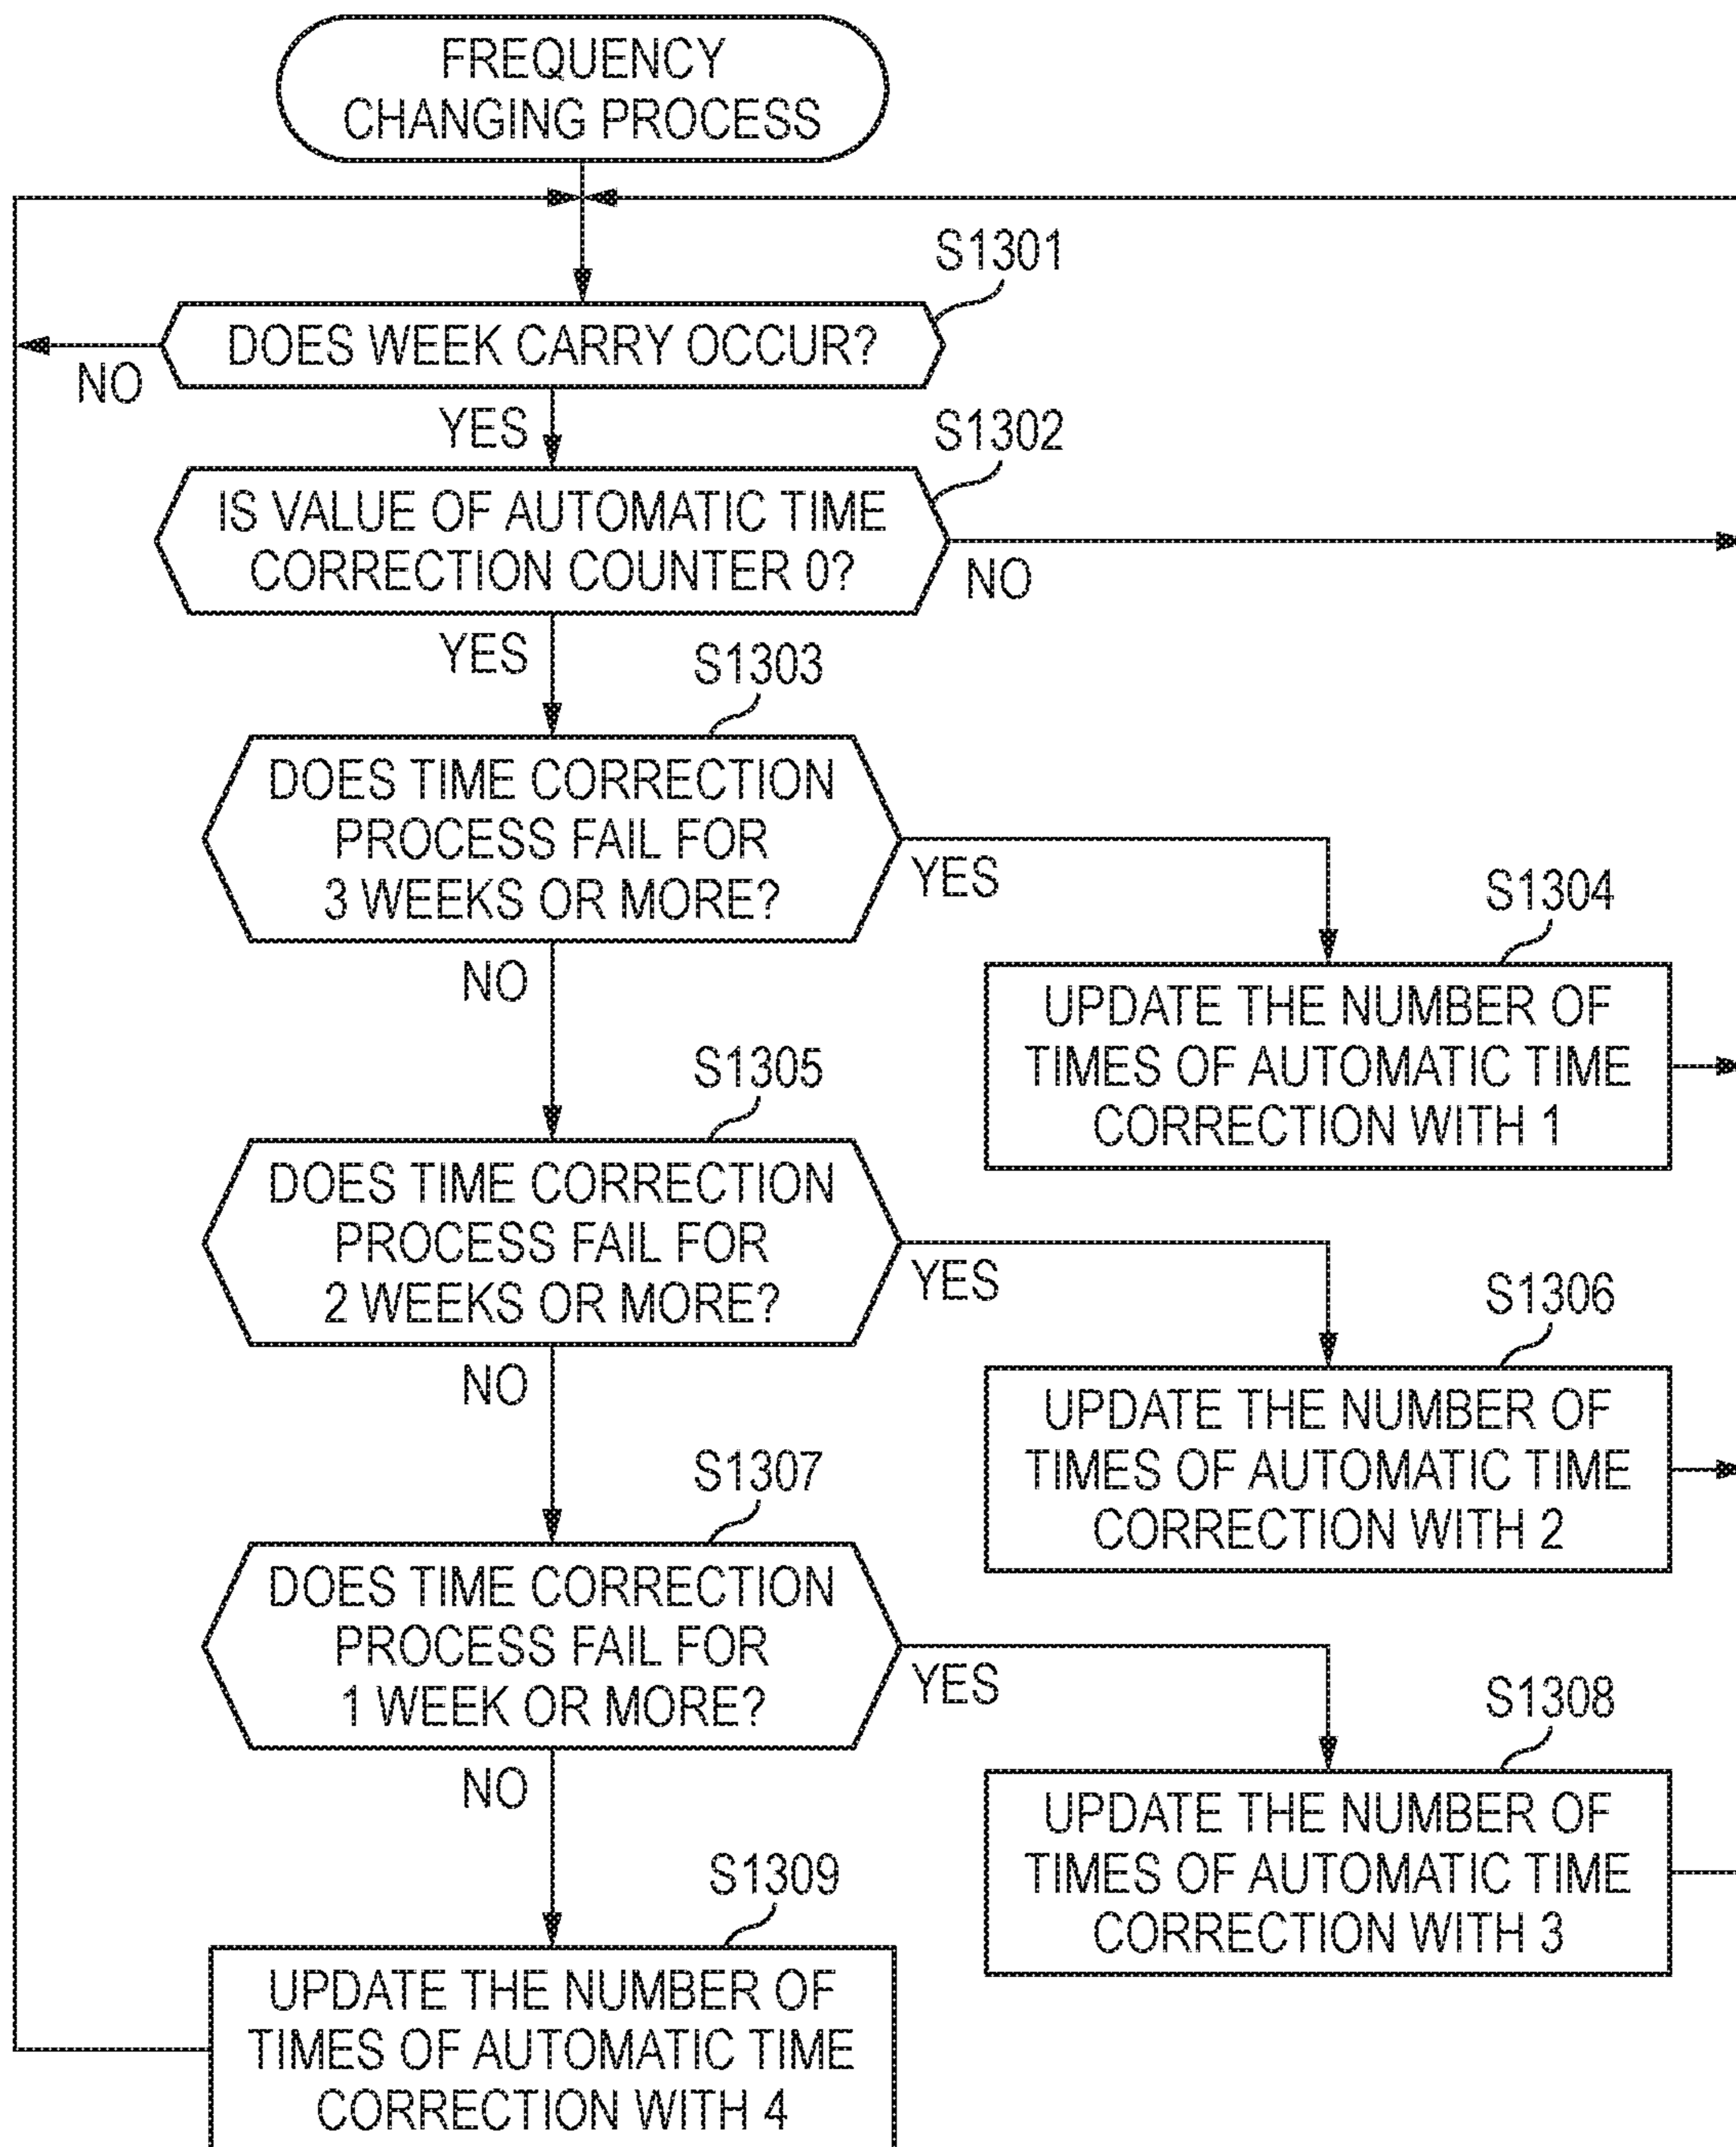 FREQUENCY
CHANGING PROCESS
S1301
DOES WEEK CARRY OCCUR?
NO
YES
S1302
IS VALUE OF AUTOMATIC TIME
CORRECTION COUNTER 0?
NO
YES
S1303
DOES TIME CORRECTION
PROCESS FAIL FOR
3 WEEKS OR MORE?
YES
NO
S1304
UPDATE THE NUMBER OF
TIMES OF AUTOMATIC TIME
CORRECTION WITH 1
S1305
DOES TIME CORRECTION
PROCESS FAIL FOR
2 WEEKS OR MORE?
YES
NO
S1306
UPDATE THE NUMBER OF
TIMES OF AUTOMATIC TIME
CORRECTION WITH 2
S1307
DOES TIME CORRECTION
PROCESS FAIL FOR
1 WEEK OR MORE?
YES
NO
S1308
UPDATE THE NUMBER OF
TIMES OF AUTOMATIC TIME
CORRECTION WITH 3
S1309
UPDATE THE NUMBER OF
TIMES OF AUTOMATIC TIME
CORRECTION WITH 4